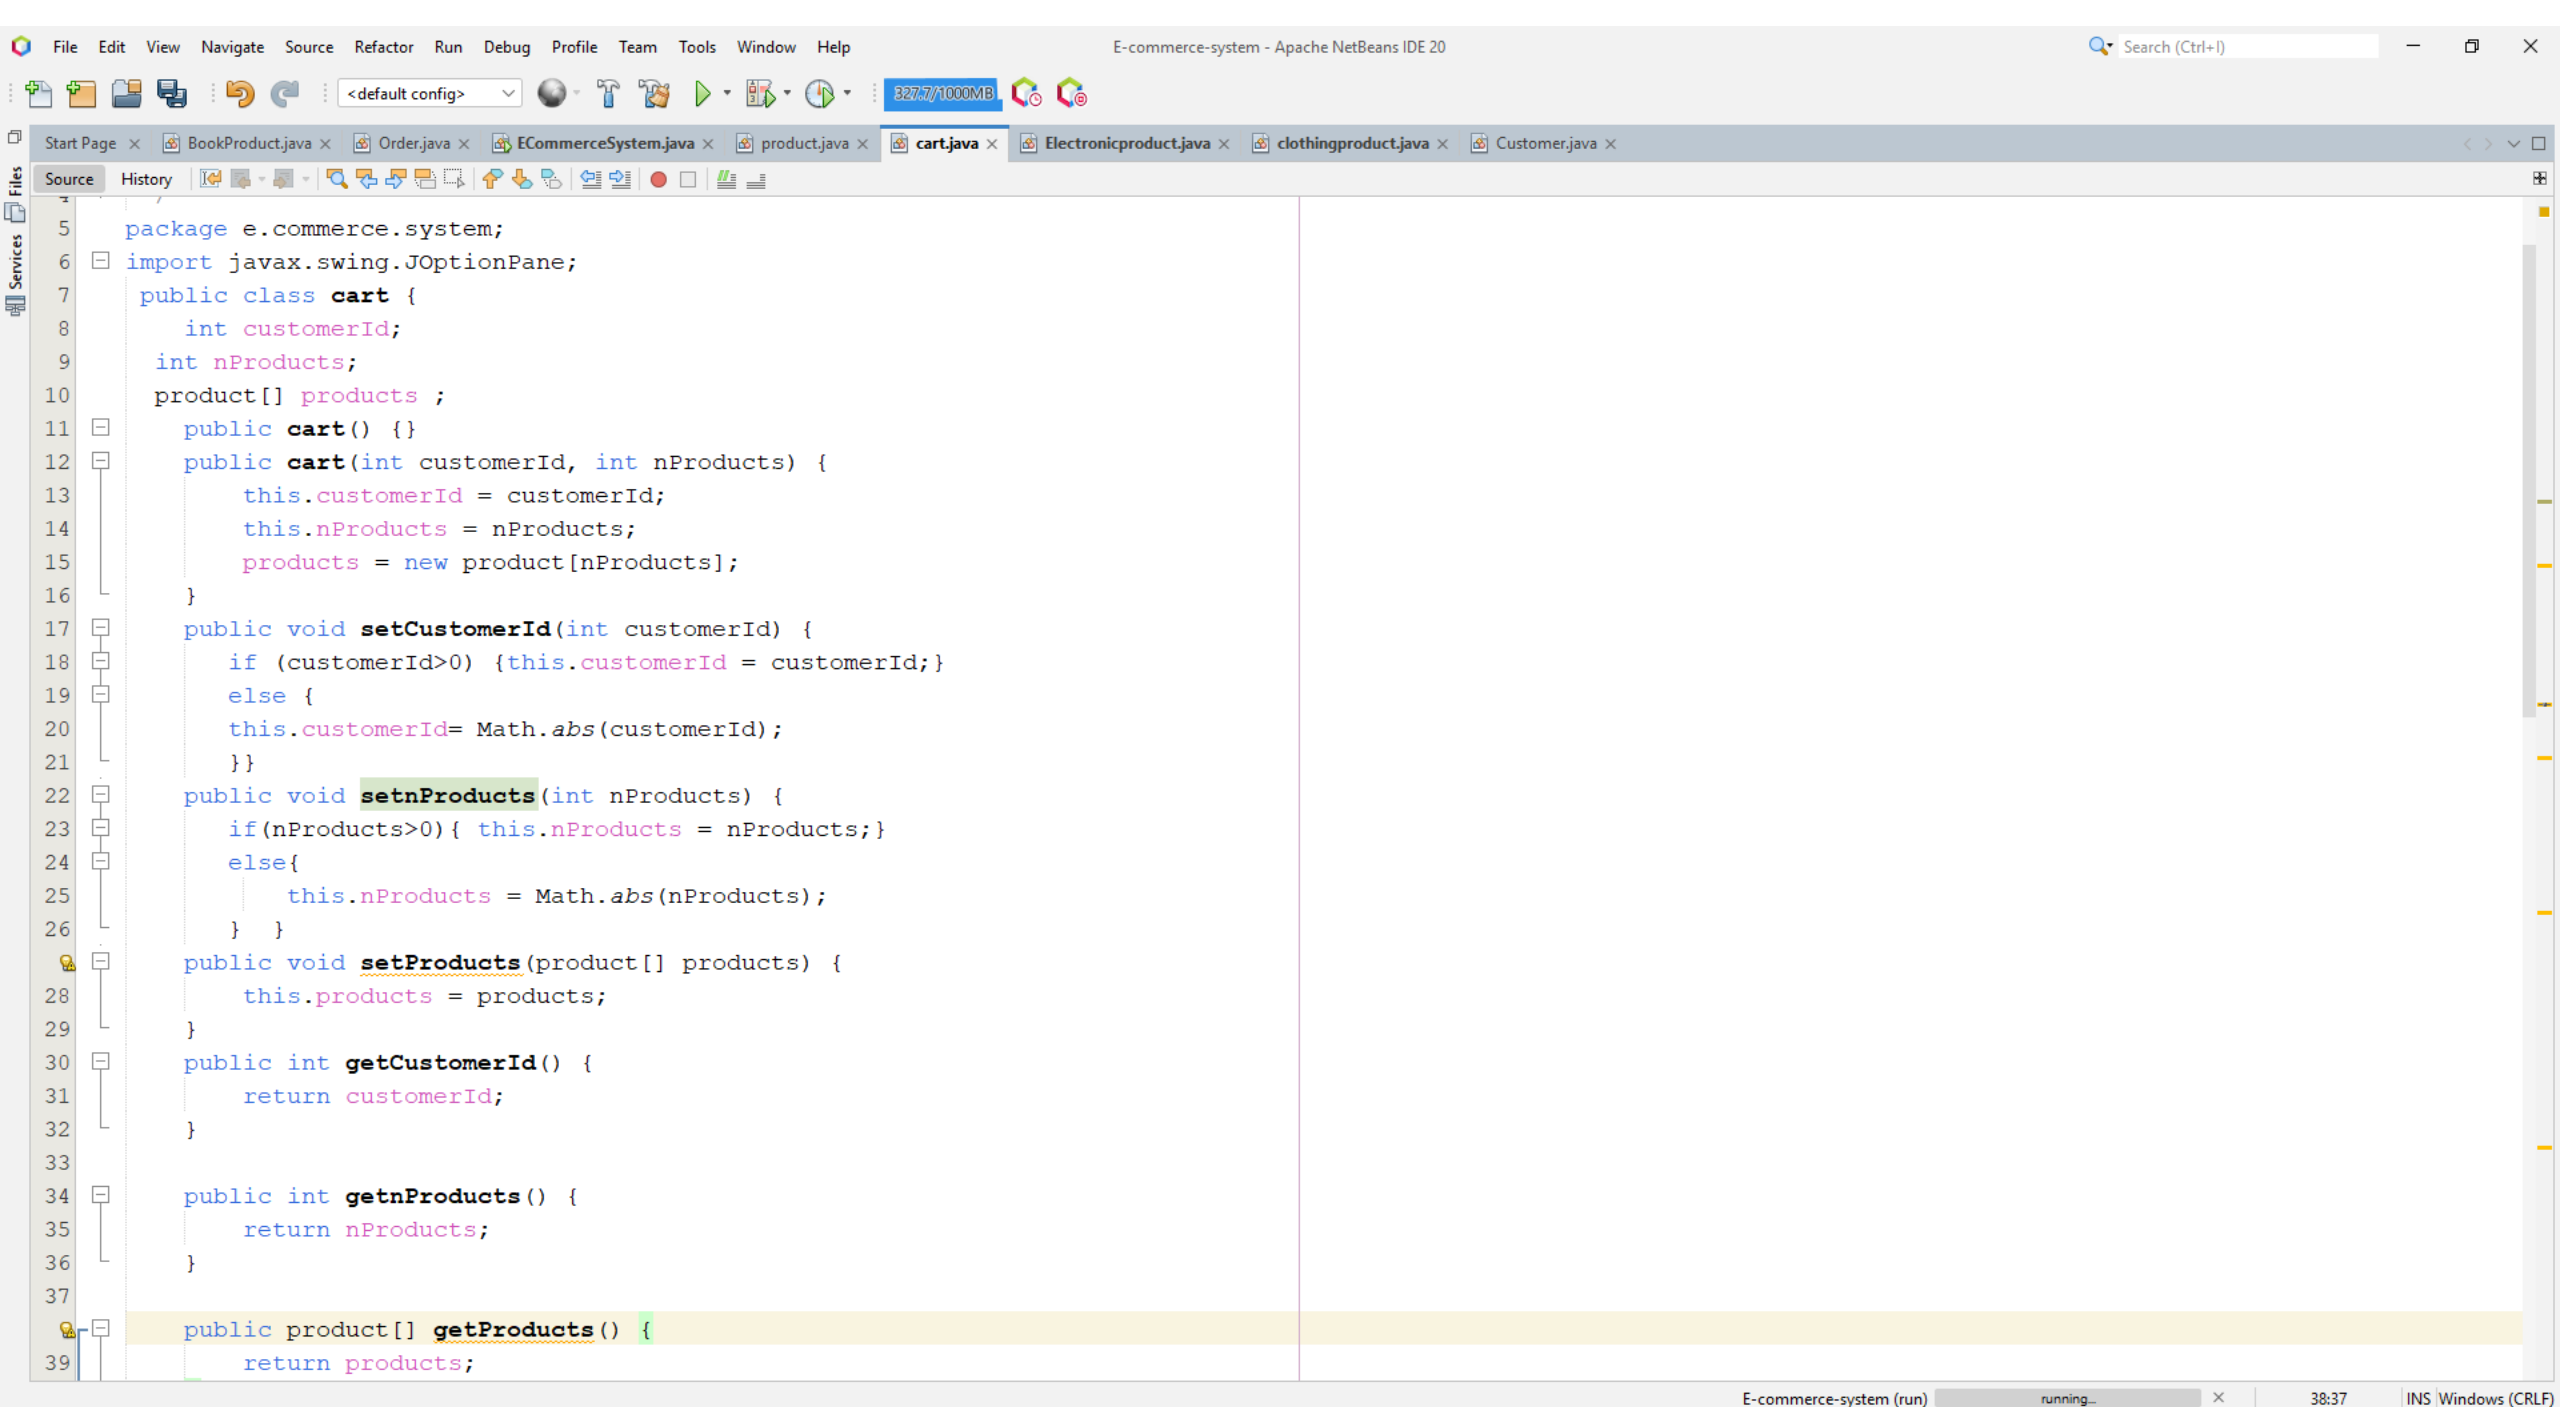 File Edit View Navigate Source Refactor Run Debug Profile Team Tools Window Help E-commerce-system - Apache NetBeans IDE 20 Search (Ctrl+I)
<default config> 327.7/1000MB
Start Page BookProduct.java Order.java ECommerceSystem.java product.java cart.java Electronicproduct.java clothingproduct.java Customer.java
Files
Services
Source History
5 package e.commerce.system;
6 import javax.swing.JOptionPane;
7 public class cart {
8 int customerId;
9 int nProducts;
10 product[] products ;
11 public cart() {}
12 public cart(int customerId, int nProducts) {
13 this.customerId = customerId;
14 this.nProducts = nProducts;
15 products = new product[nProducts];
16 }
17 public void setCustomerId(int customerId) {
18 if (customerId>0) {this.customerId = customerId;}
19 else {
20 this.customerId= Math.abs(customerId);
21 }}
22 public void setnProducts(int nProducts) {
23 if(nProducts>0){ this.nProducts = nProducts;}
24 else{
25 this.nProducts = Math.abs(nProducts);
26 } }
public void setProducts(product[] products) {
28 this.products = products;
29 }
30 public int getCustomerId() {
31 return customerId;
32 }
33
34 public int getnProducts() {
35 return nProducts;
36 }
37
public product[] getProducts() {
39 return products;
E-commerce-system (run) running... 38:37 INS Windows (CRLF)